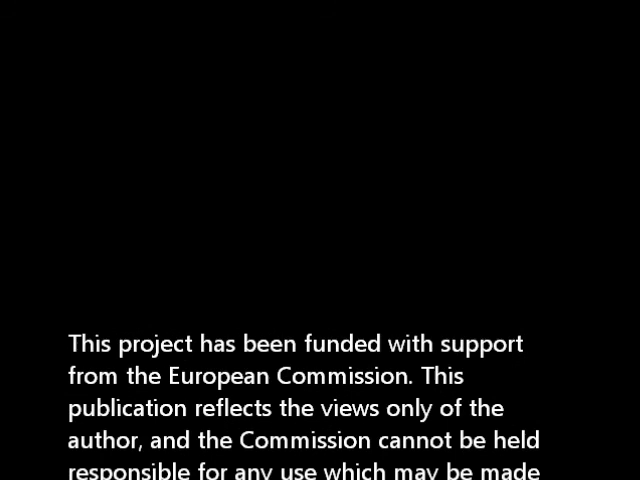 This project has been funded with support
from the European Commission. This
publication reflects the views only of the
author, and the Commission cannot be held
responsible for any use which may be made